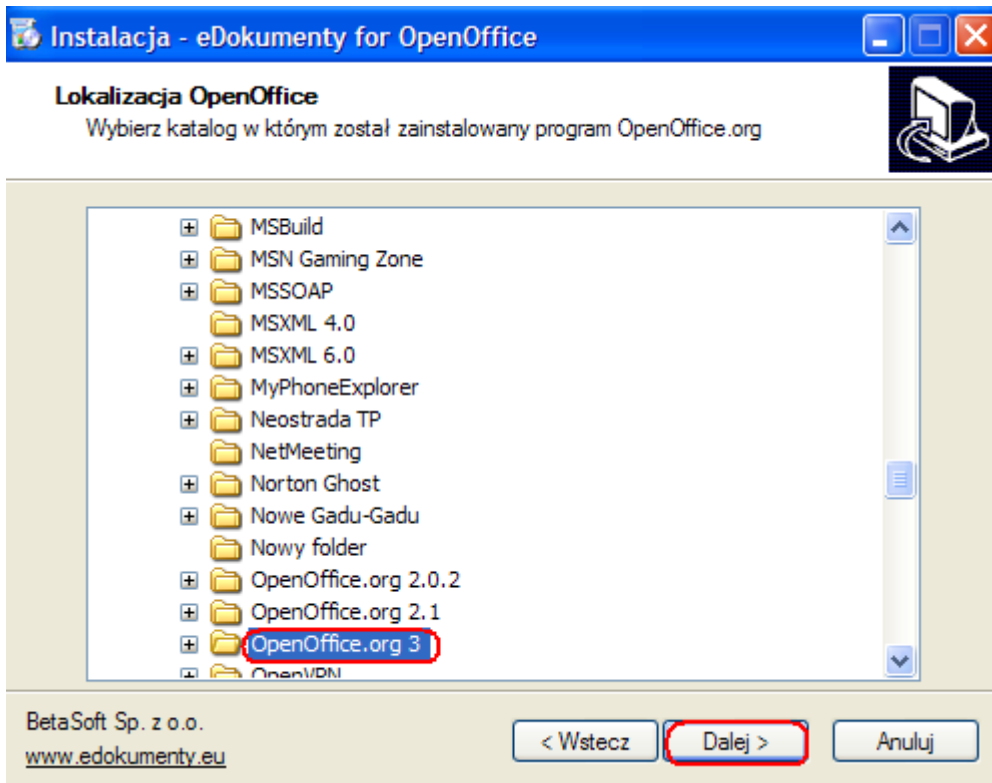 Instalacja - eDokumenty for OpenOffice
Lokalizacja OpenOffice
Wybierz katalog w którym został zainstalowany program OpenOffice.org
MSBuild
MSN Gaming Zone
MSSOAP
MSXML 4.0
MSXML 6.0
MyPhoneExplorer
Neostrada TP
NetMeeting
Norton Ghost
Nowe Gadu-Gadu
Nowy folder
OpenOffice.org 2.0.2
OpenOffice.org 2.1
OpenOffice.org 3
OpenVPN
BetaSoft Sp. z o.o.
www.edokumenty.eu
< Wstecz Dalej > Anuluj